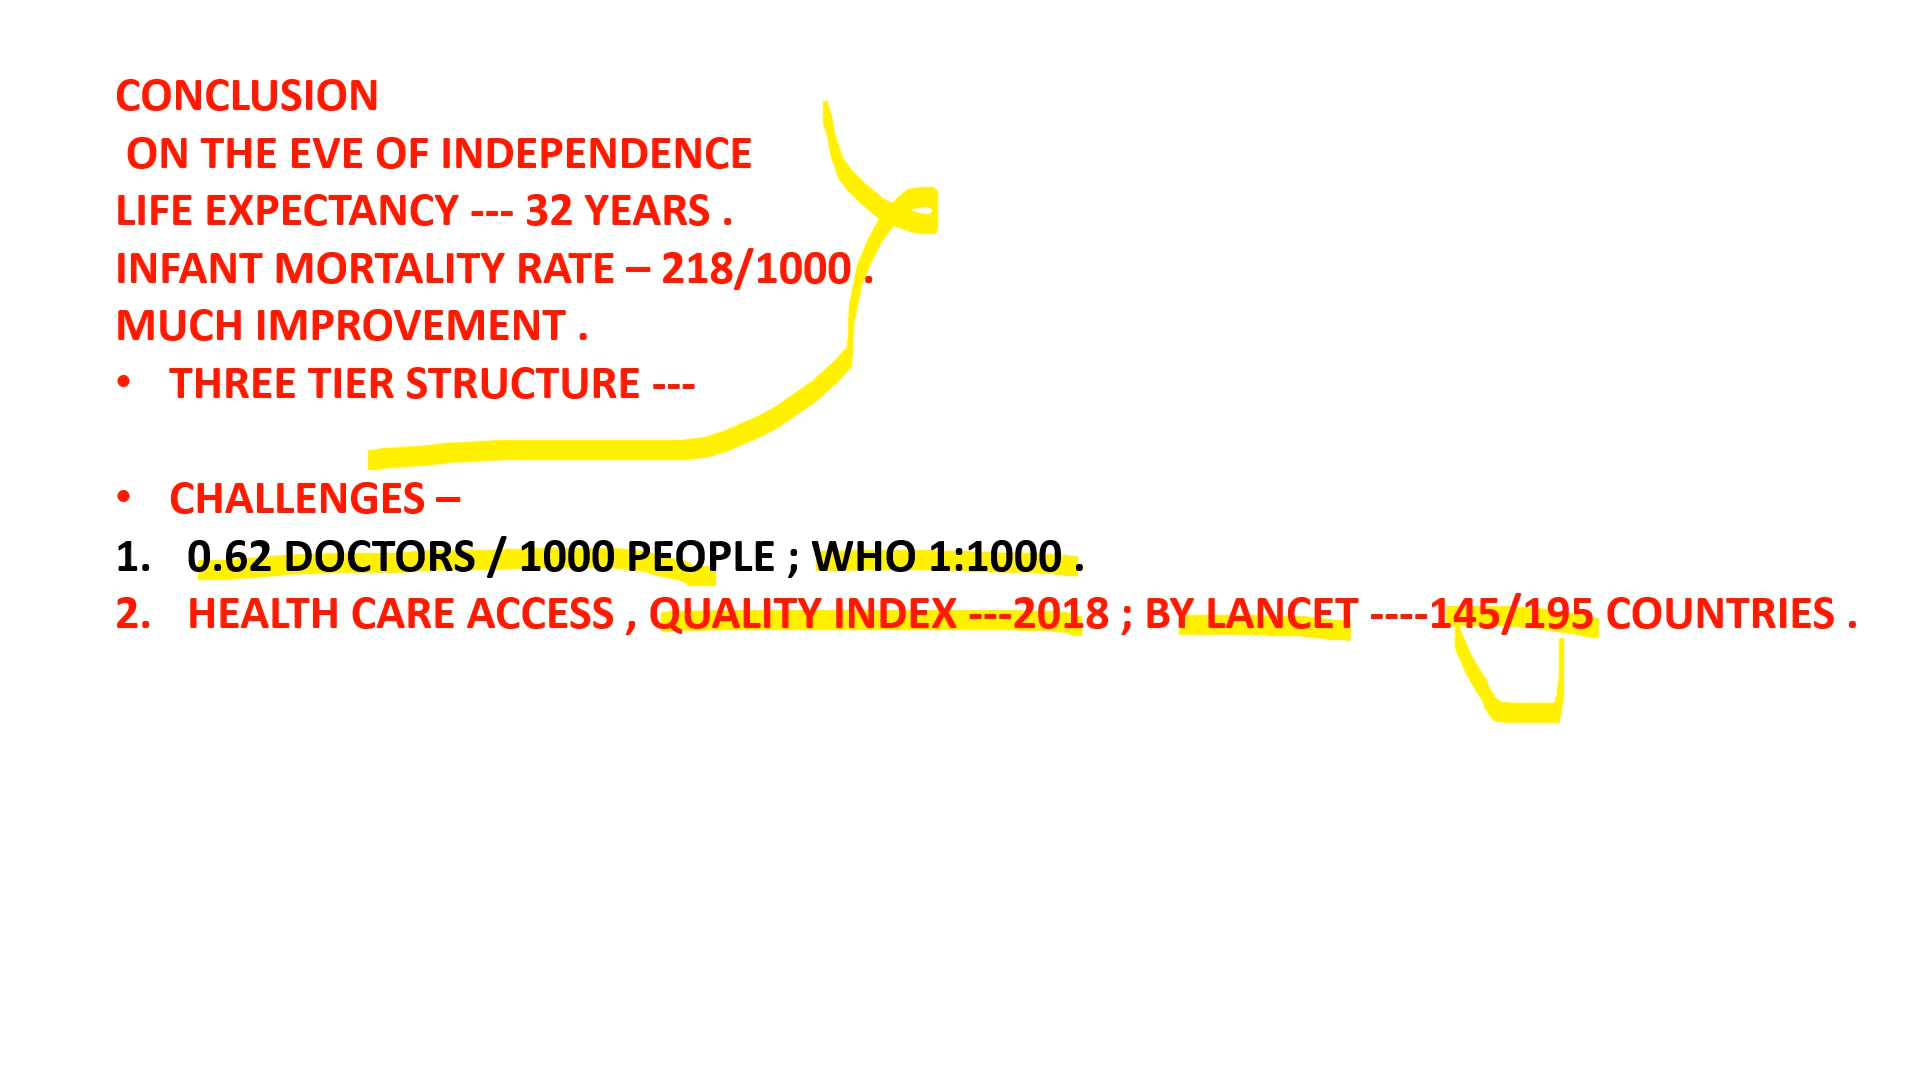 CONCLUSION
ON THE EVE OF INDEPENDENCE
LIFE EXPECTANCY --- 32 YEARS .
INFANT MORTALITY RATE – 218/1000 .
MUCH IMPROVEMENT .
• THREE TIER STRUCTURE ---
• CHALLENGES –
1. 0.62 DOCTORS / 1000 PEOPLE ; WHO 1:1000 .
2. HEALTH CARE ACCESS , QUALITY INDEX ---2018 ; BY LANCET ----145/195 COUNTRIES .